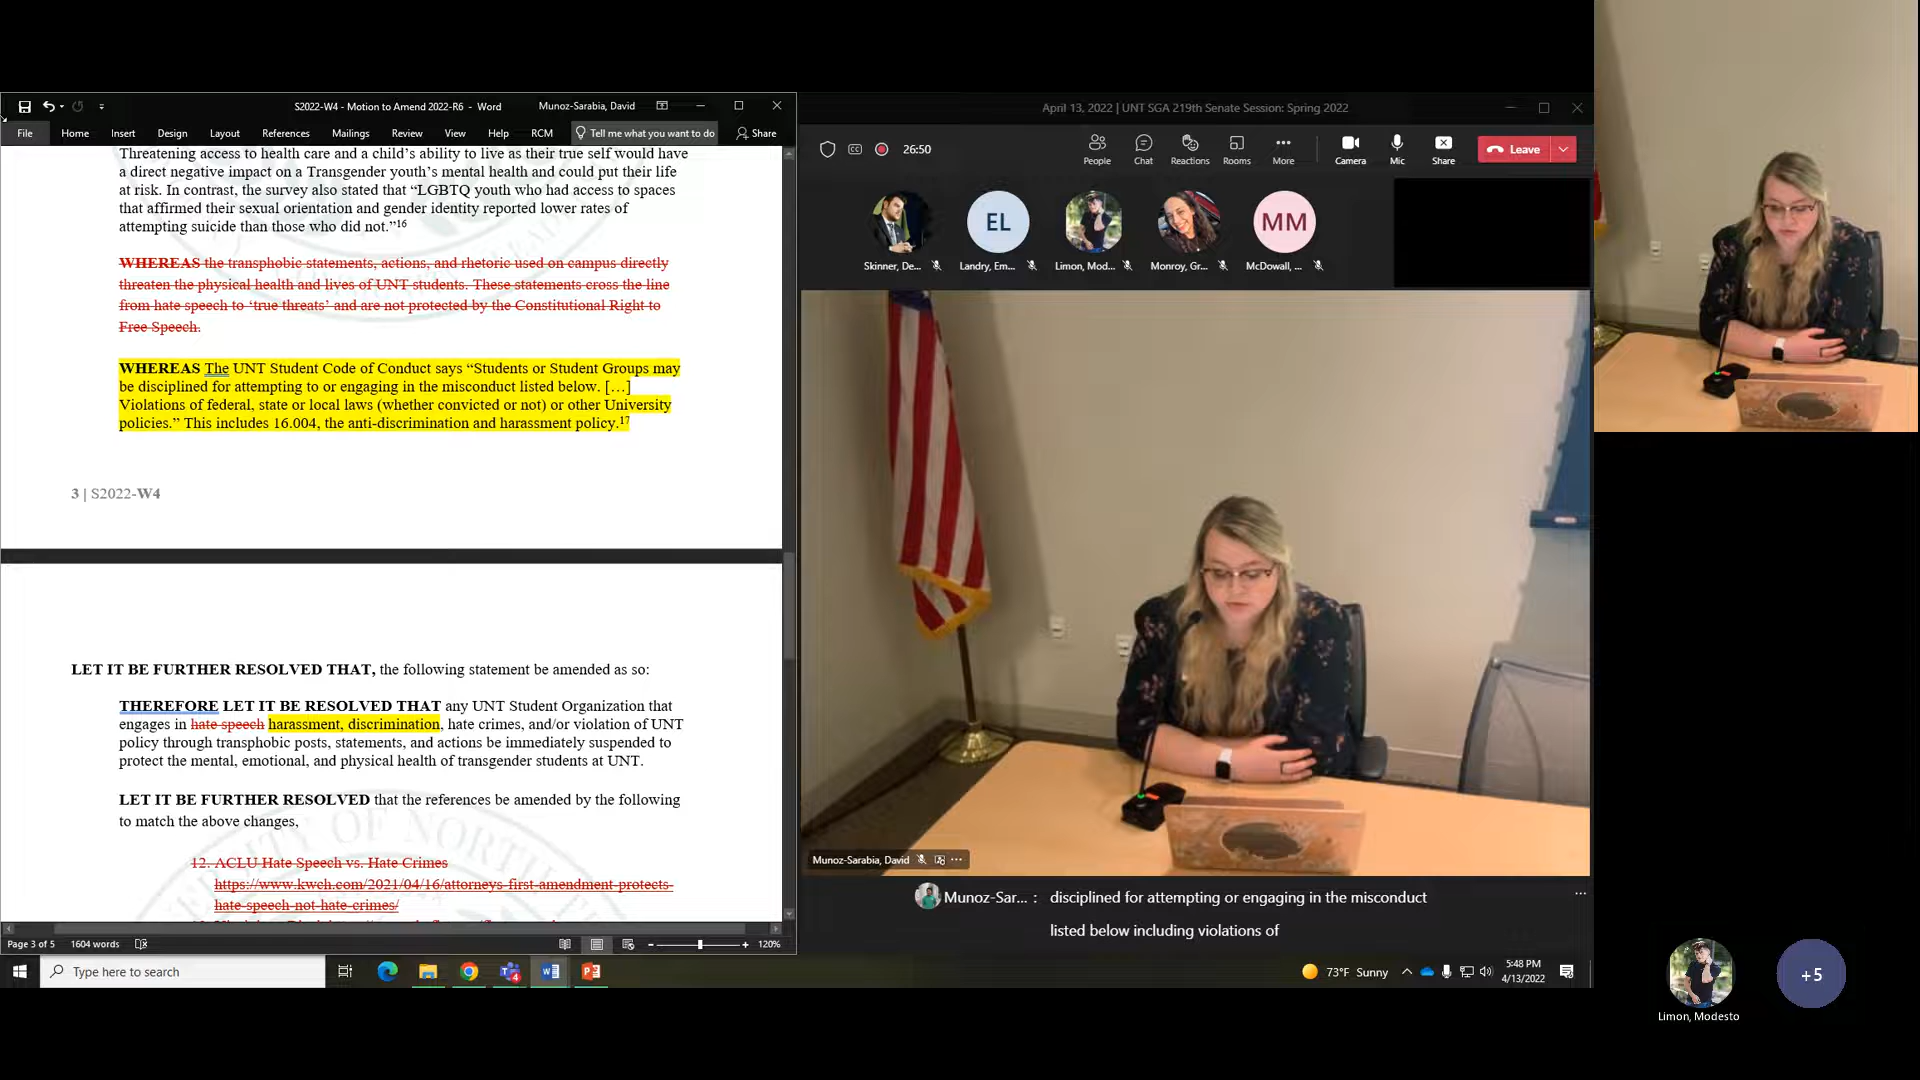 S2022-W4 - Motion to Amend 2022-R6 - Word
Munoz-Sarabia, David
File Home Insert Design Layout References Mailings Review View Help RCM Tell me what you want to do Share
Threatening access to health care and a child's ability to live as their true self would have
a direct negative impact on a Transgender youth's mental health and could put their life
at risk. In contrast, the survey also stated that "LGBTQ youth who had access to spaces
that affirmed their sexual orientation and gender identity reported lower rates of
attempting suicide than those who did not."16
WHEREAS the transphobic statements, actions, and rhetoric used on campus directly
threaten the physical health and lives of UNT students. These statements cross the line
from hate speech to 'true threats' and are not protected by the Constitutional Right to
Free Speech.
WHEREAS The UNT Student Code of Conduct says "Students or Student Groups may
be disciplined for attempting to or engaging in the misconduct listed below. […]
Violations of federal, state or local laws (whether convicted or not) or other University
policies." This includes 16.004, the anti-discrimination and harassment policy.17
3 | S2022-W4
LET IT BE FURTHER RESOLVED THAT, the following statement be amended as so:
THEREFORE LET IT BE RESOLVED THAT any UNT Student Organization that
engages in hate speech harassment, discrimination, hate crimes, and/or violation of UNT
policy through transphobic posts, statements, and actions be immediately suspended to
protect the mental, emotional, and physical health of transgender students at UNT.
LET IT BE FURTHER RESOLVED that the references be amended by the following
to match the above changes,
12. ACLU Hate Speech vs. Hate Crimes
https://www.kwch.com/2021/04/16/attorneys-first-amendment-protects-
hate-speech-not-hate-crimes/
Page 3 of 5 1604 words 120%
Type here to search
April 13, 2022 | UNT SGA 219th Senate Session: Spring 2022
CC 26:50
People Chat Reactions Rooms More Camera Mic Share Leave
EL MM
Skinner, De... Landry, Em... Limon, Mod... Monroy, Gr... McDowall, ...
Munoz-Sarabia, David
Munoz-Sar... : disciplined for attempting or engaging in the misconduct
listed below including violations of
73°F Sunny
5:48 PM
4/13/2022
+5
Limon, Modesto